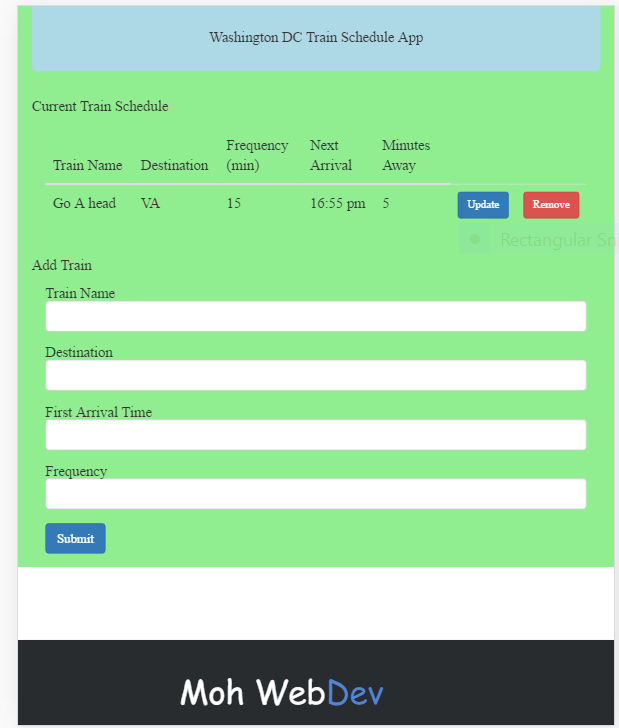 Washington DC Train Schedule App
Current Train Schedule
Train Name Destination Frequency (min) Next Arrival Minutes Away
Go A head VA 15 16:55 pm 5 Update Remove
Rectangular
Add Train
Train Name
Destination
First Arrival Time
Frequency
Submit
Moh WebDev